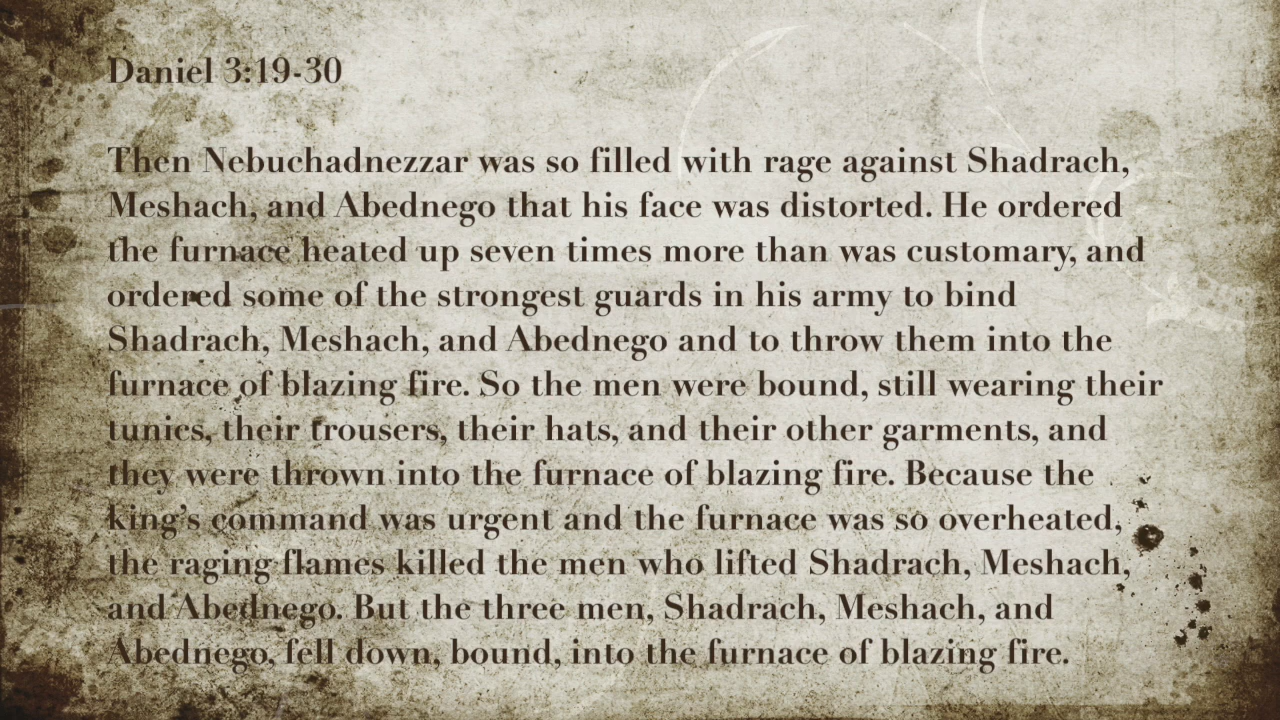 Daniel 3:19-30
Then Nebuchadnezzar was so filled with rage against Shadrach,
Meshach, and Abednego that his face was distorted. He ordered
the furnace heated up seven times more than was customary, and
ordered some of the strongest guards in his army to bind
Shadrach, Meshach, and Abednego and to throw them into the
furnace of blazing fire. So the men were bound, still wearing their
tunics, their trousers, their hats, and their other garments, and
they were thrown into the furnace of blazing fire. Because the
king’s command was urgent and the furnace was so overheated,
the raging flames killed the men who lifted Shadrach, Meshach,
and Abednego. But the three men, Shadrach, Meshach, and
Abednego, fell down, bound, into the furnace of blazing fire.